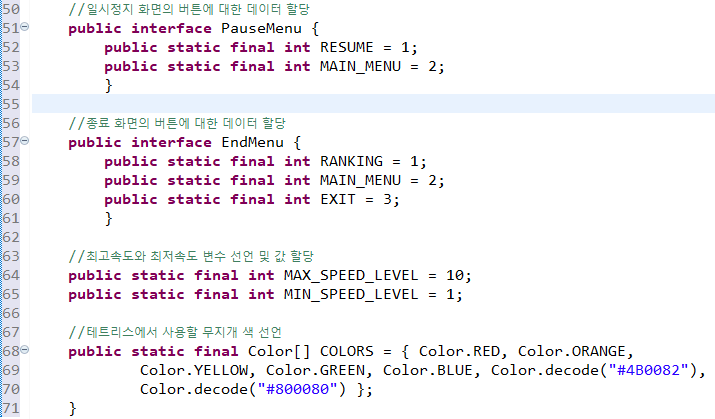 50 //일시정지 화면의 버튼에 대한 데이터 할당
51 public interface PauseMenu {
52 public static final int RESUME = 1;
53 public static final int MAIN_MENU = 2;
54 }
55
56 //종료 화면의 버튼에 대한 데이터 할당
57 public interface EndMenu {
58 public static final int RANKING = 1;
59 public static final int MAIN_MENU = 2;
60 public static final int EXIT = 3;
61 }
62
63 //최고속도와 최저속도 변수 선언 및 값 할당
64 public static final int MAX_SPEED_LEVEL = 10;
65 public static final int MIN_SPEED_LEVEL = 1;
66
67 //테트리스에서 사용할 무지개 색 선언
68 public static final Color[] COLORS = { Color.RED, Color.ORANGE,
69 Color.YELLOW, Color.GREEN, Color.BLUE, Color.decode("#4B0082"),
70 Color.decode("#800080") };
71 }